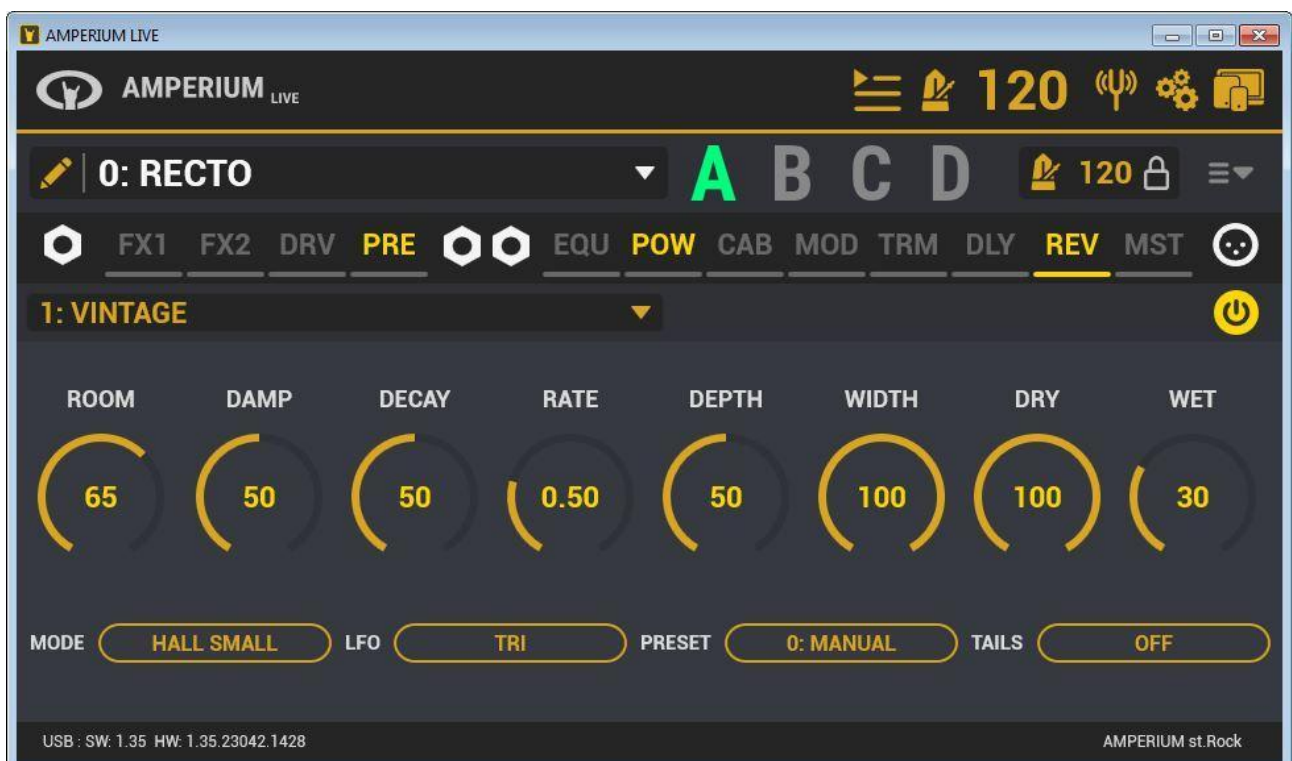 AMPERIUM LIVE
AMPERIUM LIVE 120
0: RECTO A B C D 120
FX1 FX2 DRV PRE EQU POW CAB MOD TRM DLY REV MST
1: VINTAGE
ROOM DAMP DECAY RATE DEPTH WIDTH DRY WET
65 50 50 0.50 50 100 100 30
MODE HALL SMALL LFO TRI PRESET 0: MANUAL TAILS OFF
USB : SW: 1.35 HW: 1.35.23042.1428 AMPERIUM st.Rock